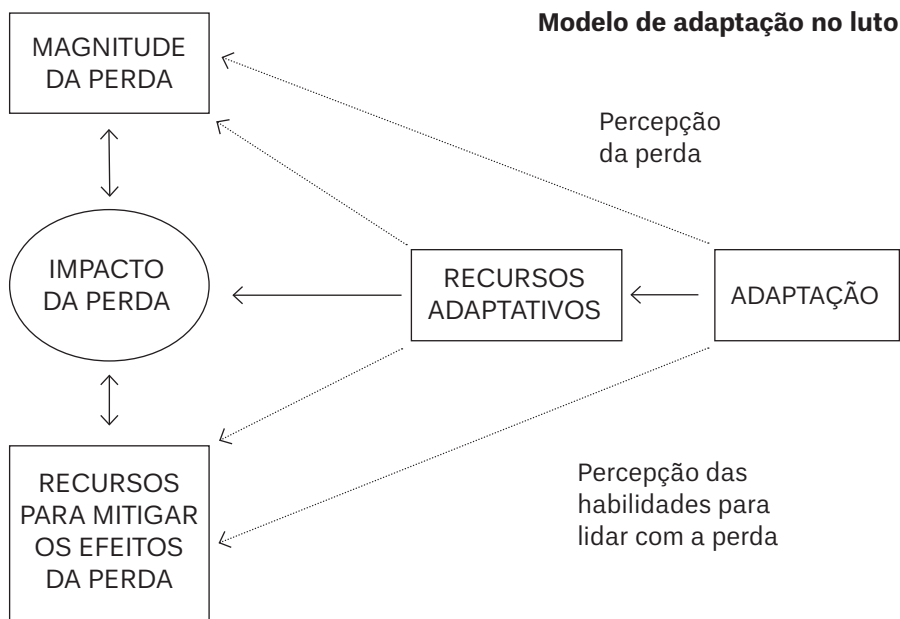 Modelo de adaptação no luto
MAGNITUDE
DA PERDA
Percepção
da perda
IMPACTO
DA PERDA
RECURSOS
ADAPTATIVOS
ADAPTAÇÃO
RECURSOS
PARA MITIGAR
OS EFEITOS
DA PERDA
Percepção das
habilidades para
lidar com a perda